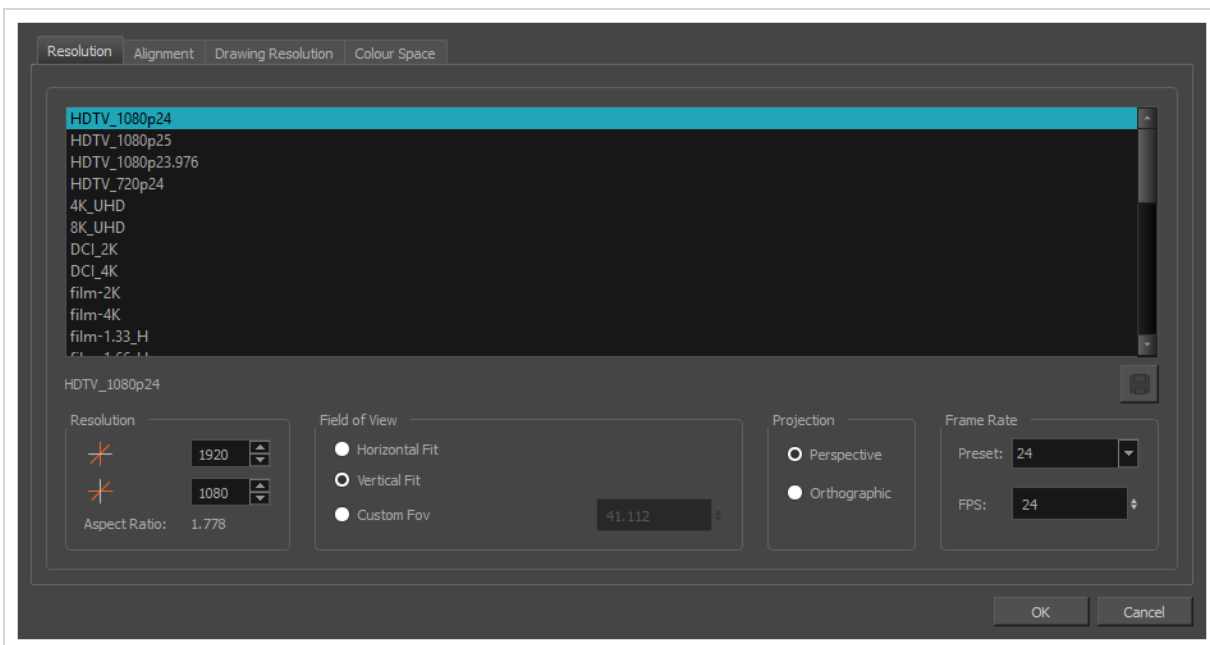 Resolution Alignment Drawing Resolution Colour Space
HDTV_1080p24
HDTV_1080p25
HDTV_1080p23.976
HDTV_720p24
4K_UHD
8K_UHD
DCI_2K
DCI_4K
film-2K
film-4K
film-1.33_H
HDTV_1080p24
Resolution
1920
1080
Aspect Ratio: 1.778
Field of View
Horizontal Fit
Vertical Fit
Custom Fov 41.112
Projection
Perspective
Orthographic
Frame Rate
Preset: 24
FPS: 24
OK Cancel